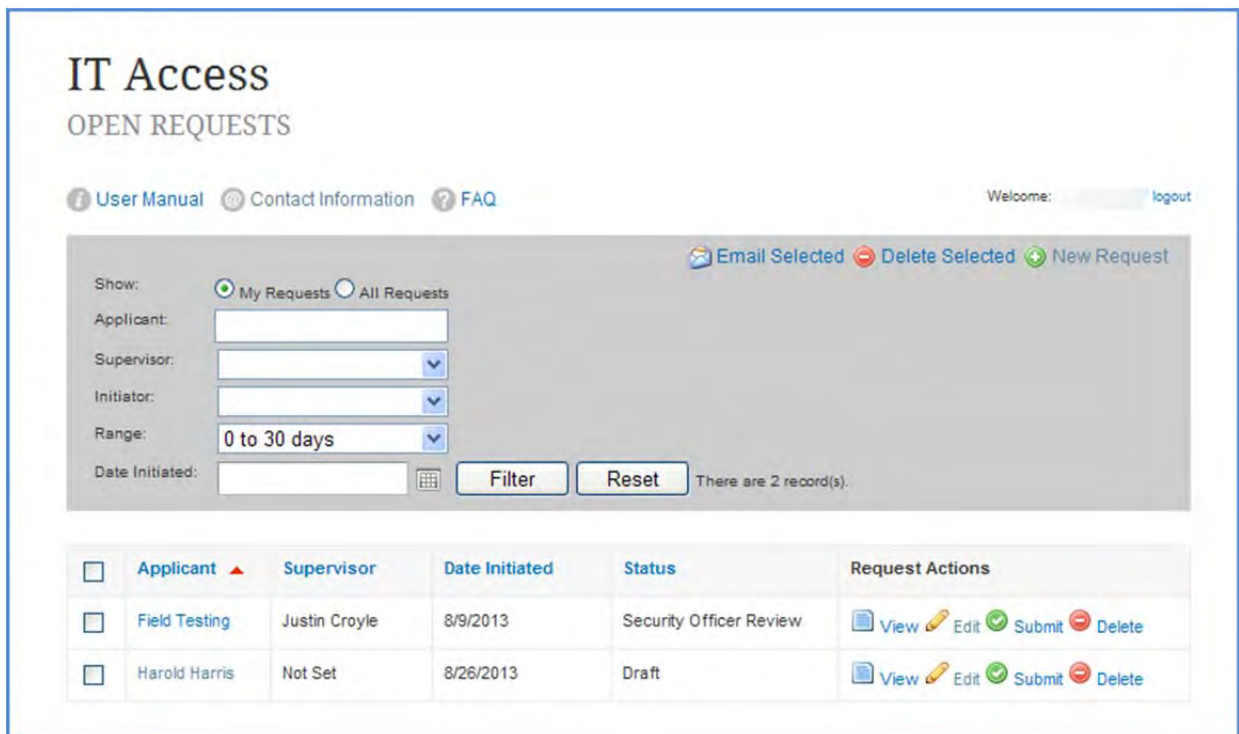 IT Access
OPEN REQUESTS
User Manual Contact Information FAQ Welcome: logout
Email Selected Delete Selected New Request
Show: My Requests All Requests
Applicant:
Supervisor:
Initiator:
Range: 0 to 30 days
Date Initiated: Filter Reset There are 2 record(s).
Applicant Supervisor Date Initiated Status Request Actions
Field Testing Justin Croyle 8/9/2013 Security Officer Review View Edit Submit Delete
Harold Harris Not Set 8/26/2013 Draft View Edit Submit Delete